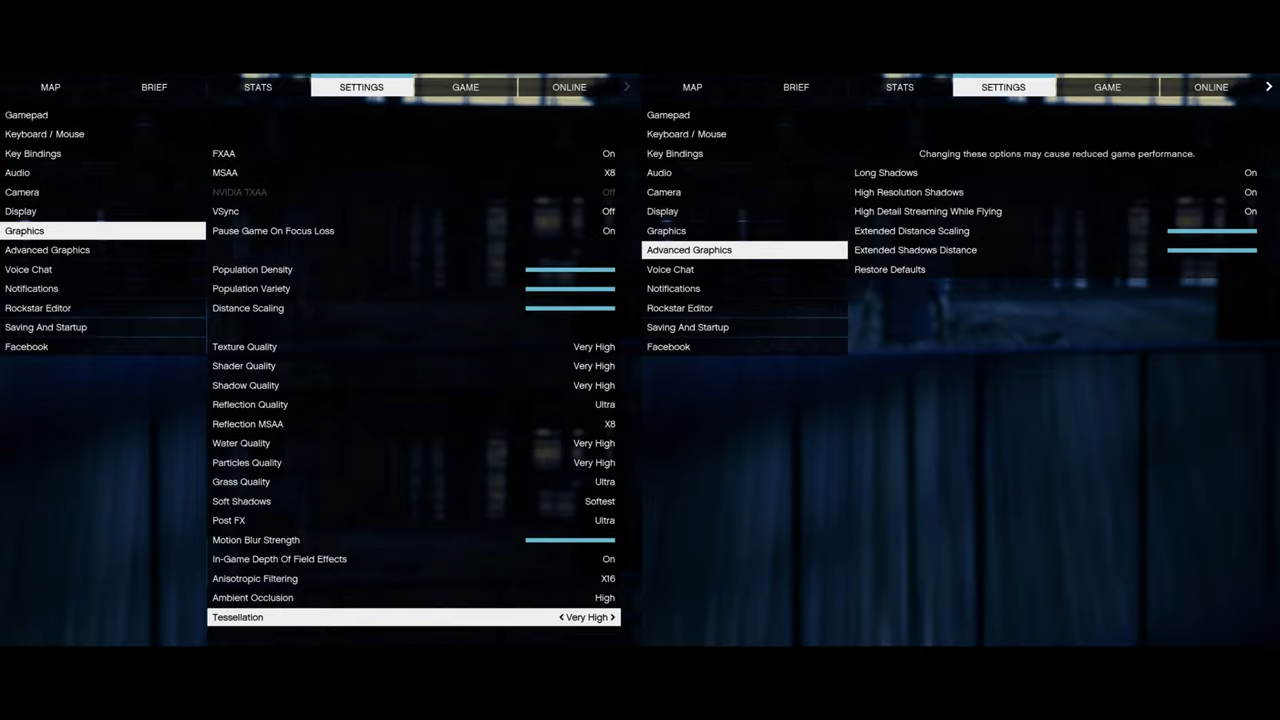 MAP BRIEF STATS SETTINGS GAME ONLINE
Gamepad
Keyboard / Mouse
Key Bindings
Audio
Camera
Display
Graphics
Advanced Graphics
Voice Chat
Notifications
Rockstar Editor
Saving And Startup
Facebook
FXAA On
MSAA X8
NVIDIA TXAA Off
VSync Off
Pause Game On Focus Loss On
Population Density
Population Variety
Distance Scaling
Texture Quality Very High
Shader Quality Very High
Shadow Quality Very High
Reflection Quality Ultra
Reflection MSAA X8
Water Quality Very High
Particles Quality Very High
Grass Quality Ultra
Soft Shadows Softest
Post FX Ultra
Motion Blur Strength
In-Game Depth Of Field Effects On
Anisotropic Filtering X16
Ambient Occlusion High
Tessellation Very High
MAP BRIEF STATS SETTINGS GAME ONLINE
Gamepad
Keyboard / Mouse
Key Bindings
Audio
Camera
Display
Graphics
Advanced Graphics
Voice Chat
Notifications
Rockstar Editor
Saving And Startup
Facebook
Changing these options may cause reduced game performance.
Long Shadows On
High Resolution Shadows On
High Detail Streaming While Flying On
Extended Distance Scaling
Extended Shadows Distance
Restore Defaults